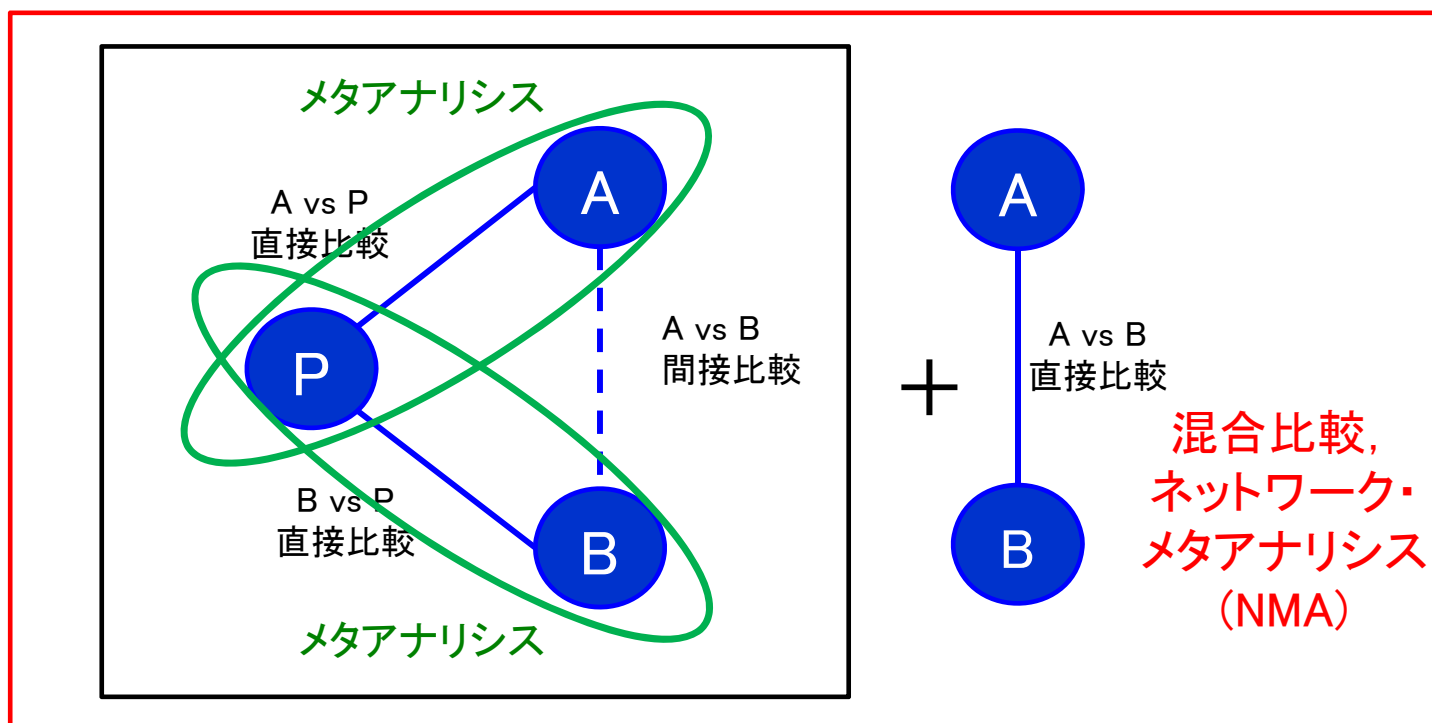 メタアナリシス
A
A vs P
直接比較
P
A vs B
間接比較
B vs P
直接比較
B
メタアナリシス
+
A
A vs B
直接比較
B
混合比較,
ネットワーク・
メタアナリシス
(NMA)